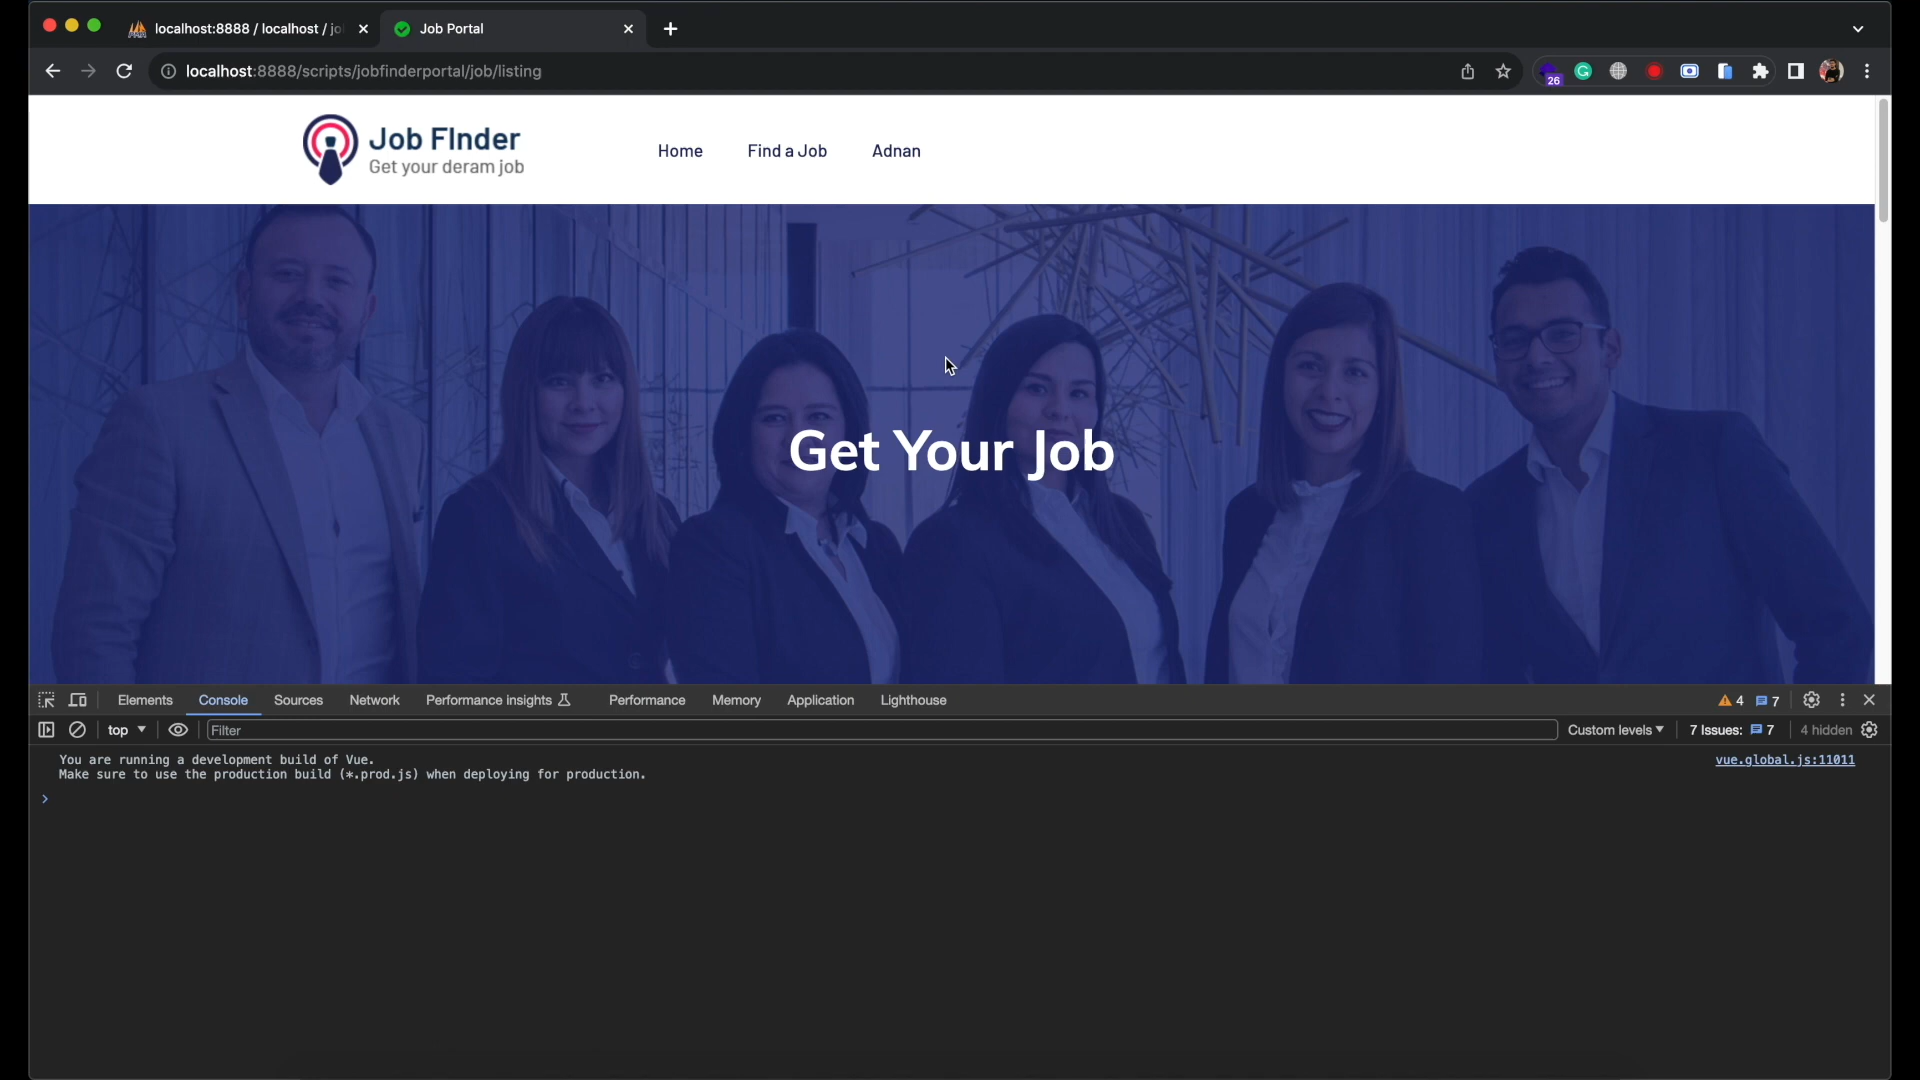 localhost:8888 / localhost / jo
Job Portal
localhost:8888/scripts/jobfinderportal/job/listing
26
Job FInder
Get your deram job
Home
Find a Job
Adnan
Get Your Job
Elements
Console
Sources
Network
Performance insights
Performance
Memory
Application
Lighthouse
4
7
top
Filter
Custom levels
7 Issues:
7
4 hidden
You are running a development build of Vue.
vue.global.js:11011
Make sure to use the production build (*.prod.js) when deploying for production.